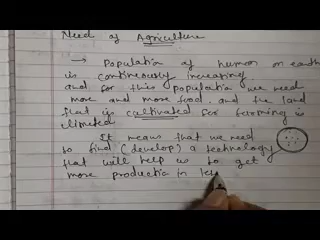 Need of Agriculture
→ Population of human on earth
is continuously increasing.
and for this population we need
more and more food. and the land
that is cultivated for farming is
limited
It means that we need
to find (develop) a technology
that will help us to get
more production in less